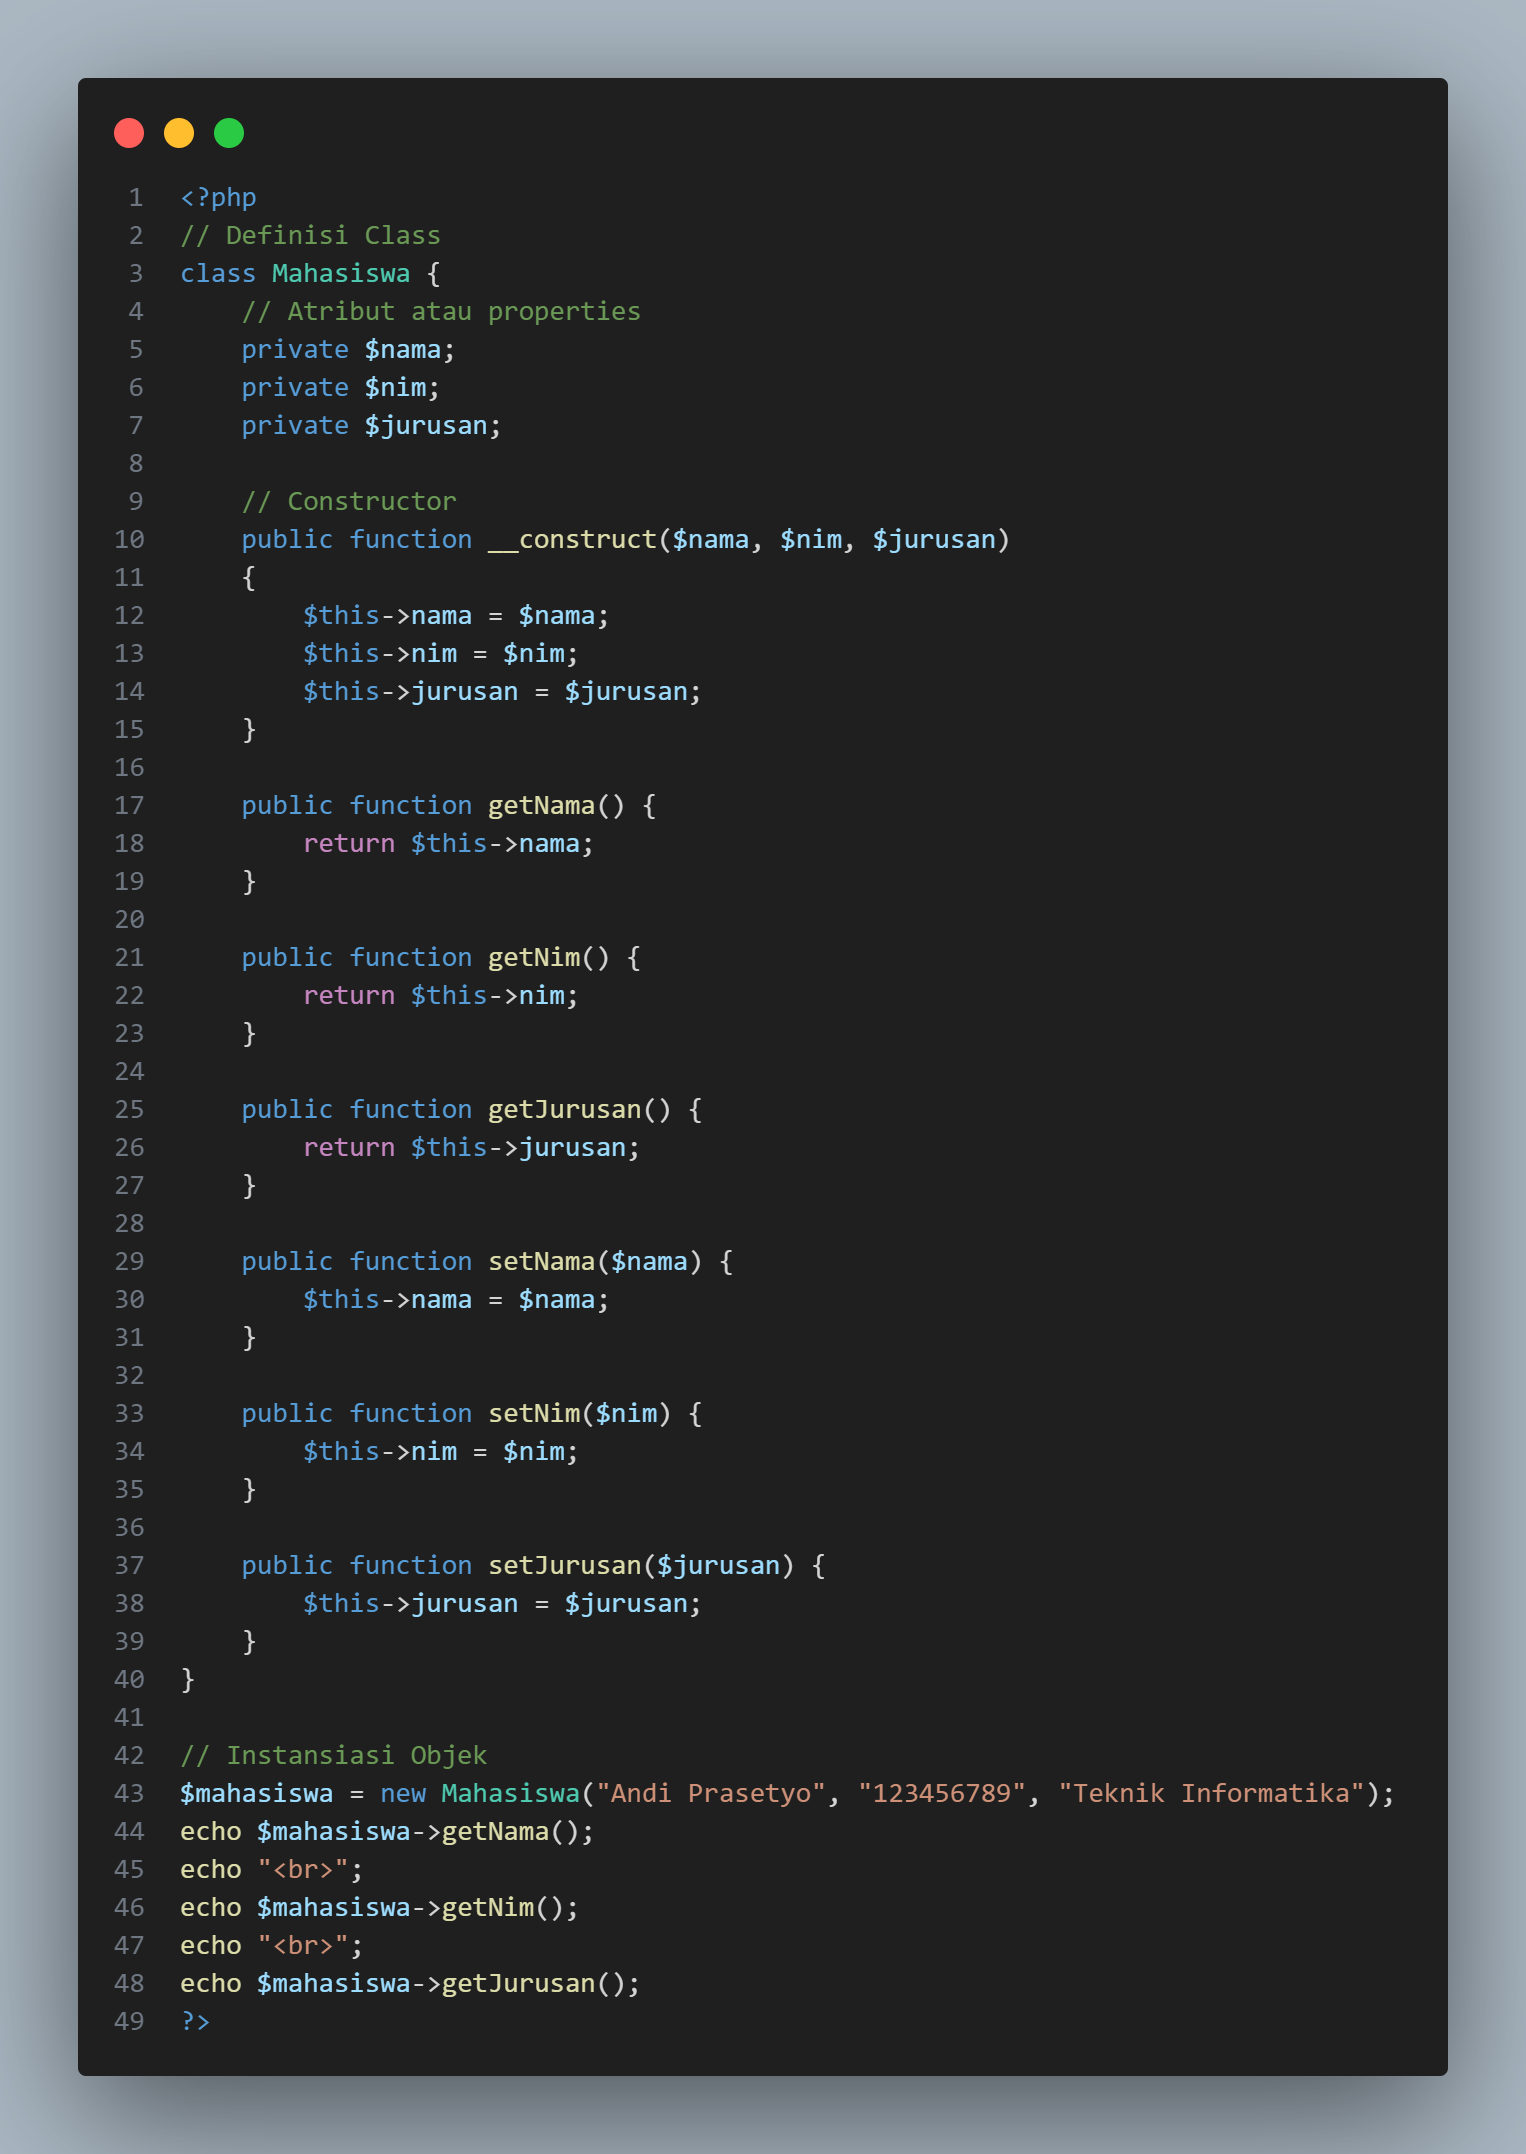 1 <?php
2 // Definisi Class
3 class Mahasiswa {
4     // Atribut atau properties
5     private $nama;
6     private $nim;
7     private $jurusan;
8
9     // Constructor
10     public function __construct($nama, $nim, $jurusan)
11     {
12         $this->nama = $nama;
13         $this->nim = $nim;
14         $this->jurusan = $jurusan;
15     }
16
17     public function getNama() {
18         return $this->nama;
19     }
20
21     public function getNim() {
22         return $this->nim;
23     }
24
25     public function getJurusan() {
26         return $this->jurusan;
27     }
28
29     public function setNama($nama) {
30         $this->nama = $nama;
31     }
32
33     public function setNim($nim) {
34         $this->nim = $nim;
35     }
36
37     public function setJurusan($jurusan) {
38         $this->jurusan = $jurusan;
39     }
40 }
41
42 // Instansiasi Objek
43 $mahasiswa = new Mahasiswa("Andi Prasetyo", "123456789", "Teknik Informatika");
44 echo $mahasiswa->getNama();
45 echo "<br>";
46 echo $mahasiswa->getNim();
47 echo "<br>";
48 echo $mahasiswa->getJurusan();
49 ?>